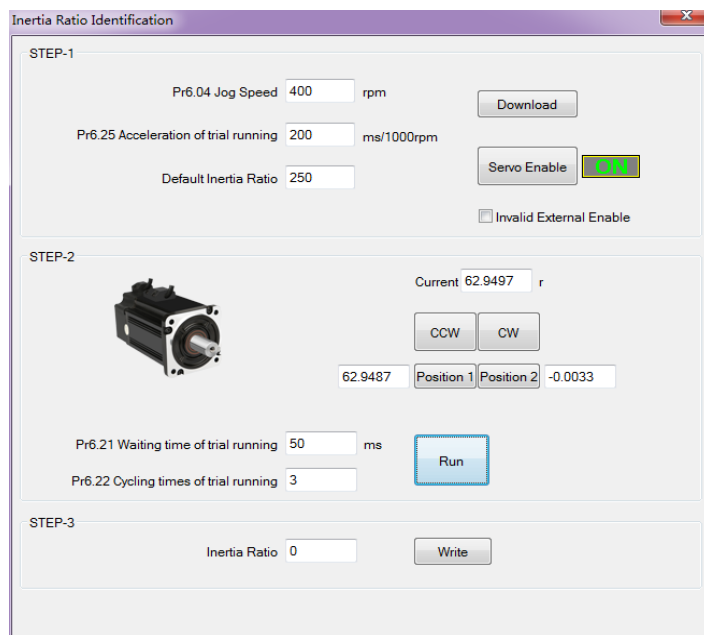 Inertia Ratio Identification
STEP-1
Pr6.04 Jog Speed 400 rpm
Download
Pr6.25 Acceleration of trial running 200 ms/1000rpm
Servo Enable ON
Default Inertia Ratio 250
Invalid External Enable
STEP-2
Current 62.9497 r
CCW CW
62.9487 Position 1 Position 2 -0.0033
Pr6.21 Waiting time of trial running 50 ms
Run
Pr6.22 Cycling times of trial running 3
STEP-3
Inertia Ratio 0 Write